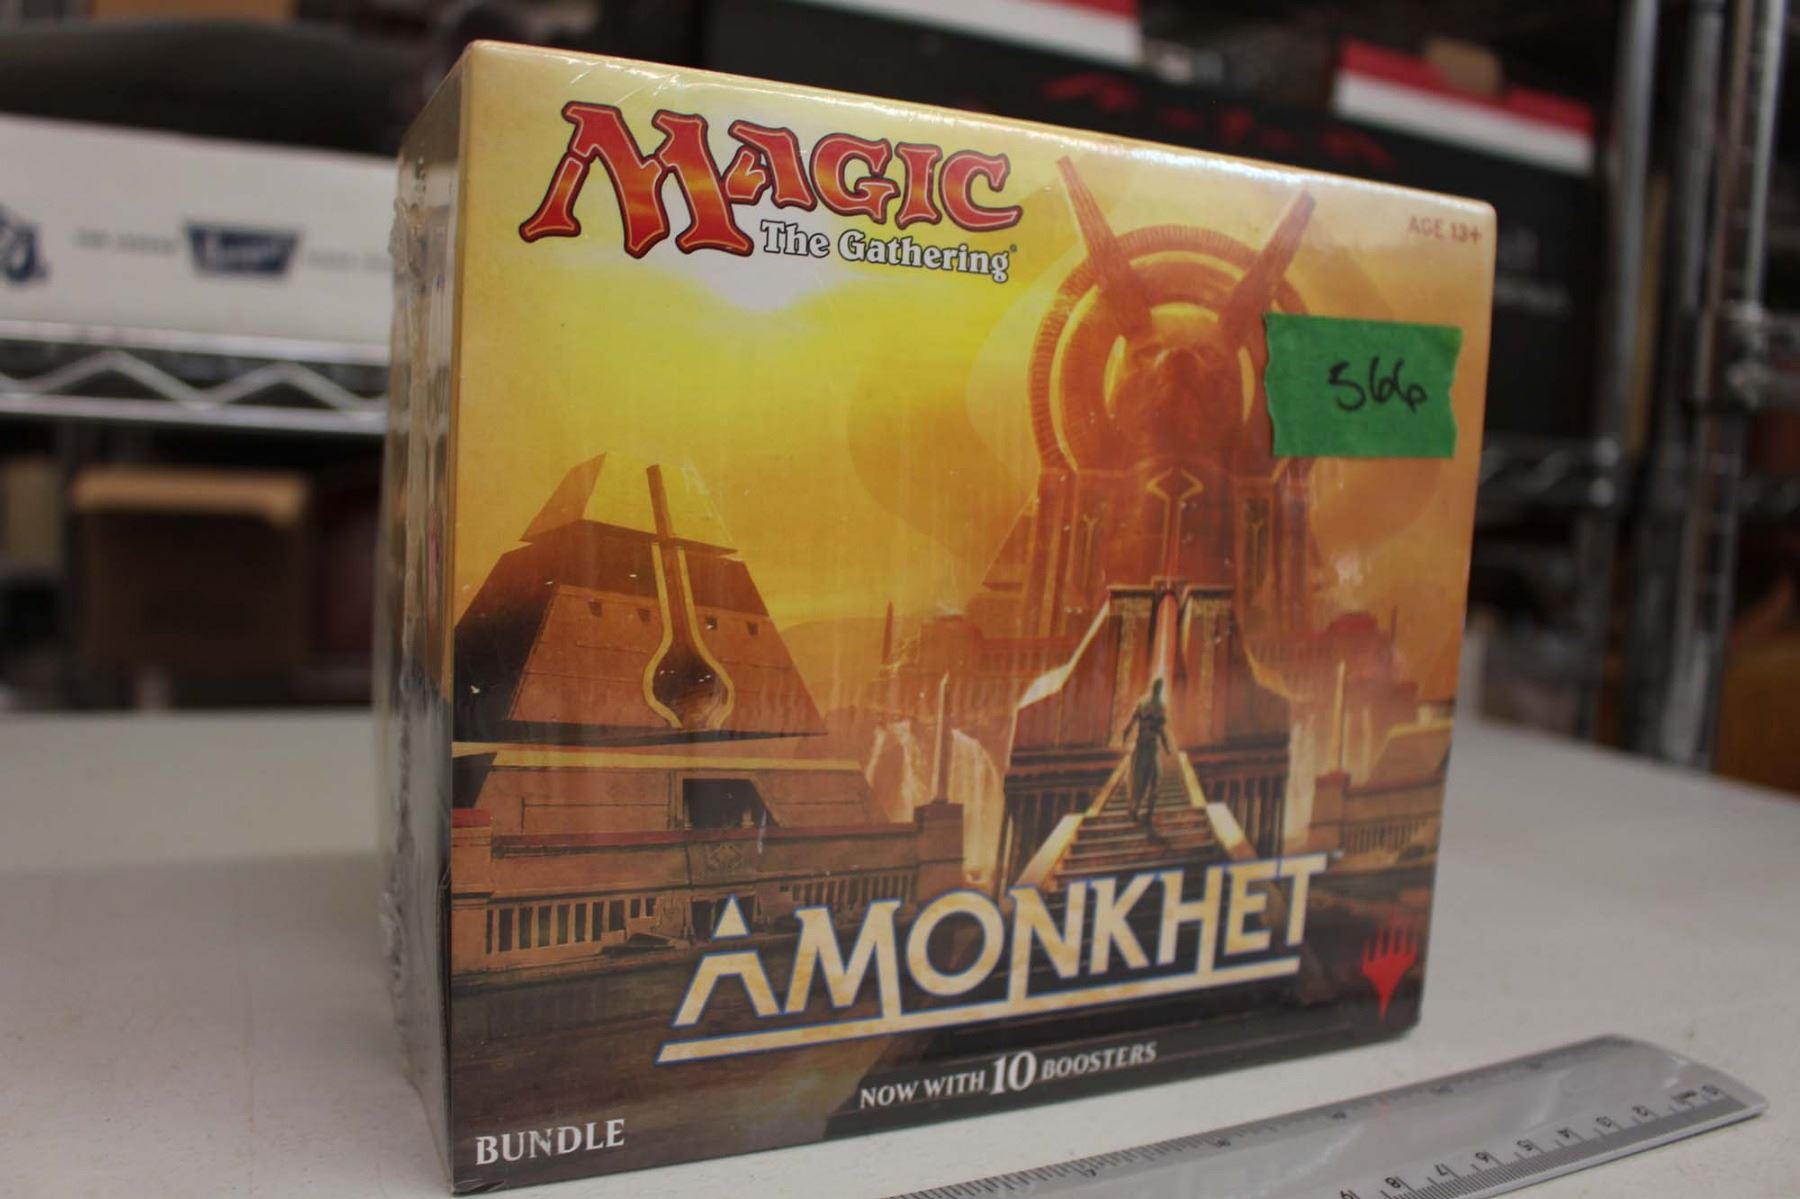 MAGIC
The Gathering®
AGE 13+
566
AMONKHET
NOW WITH 10 BOOSTERS
BUNDLE